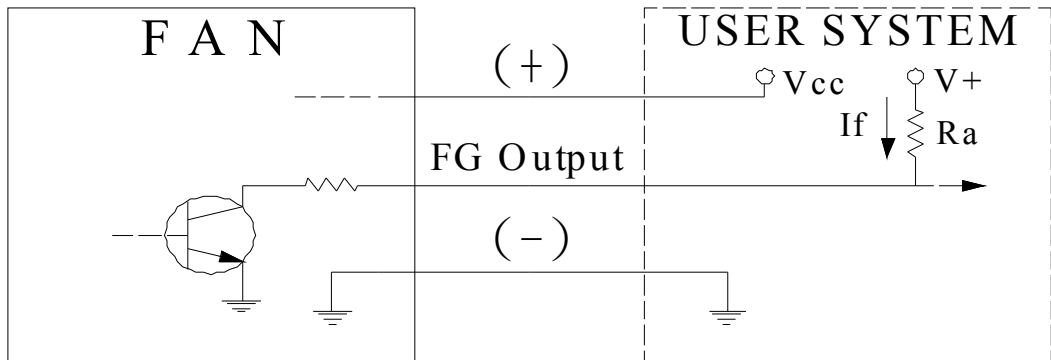 F A N
USER SYSTEM
(+)
Vcc
V+
If
Ra
FG Output
(-)